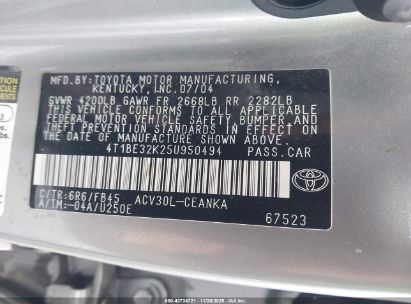 MFD.BY:TOYOTA MOTOR MANUFACTURING,
KENTUCKY, INC.07/04
GVWR 4200LB GAWR FR 2668LB RR 2282LB
THIS VEHICLE CONFORMS TO ALL APPLICABLE
FEDERAL MOTOR VEHICLE SAFETY, BUMPER, AND
THEFT PREVENTION STANDARDS IN EFFECT ON
THE DATE OF MANUFACTURE SHOWN ABOVE.
4T1BE32K25U950494 PASS.CAR
C/TR:6R6/FB45 ACV30L-CEANKA
A/TM:-04A/U250E
TOYOTA
67523